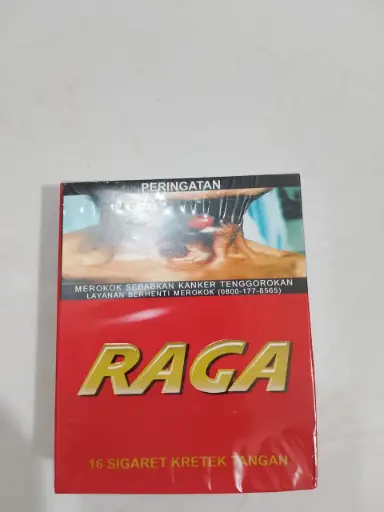 PERINGATAN
MEROKOK SEBABKAN KANKER TENGGOROKAN
LAYANAN BERHENTI MEROKOK (0800-177-6565)
RAGA
16 SIGARET KRETEK TANGAN